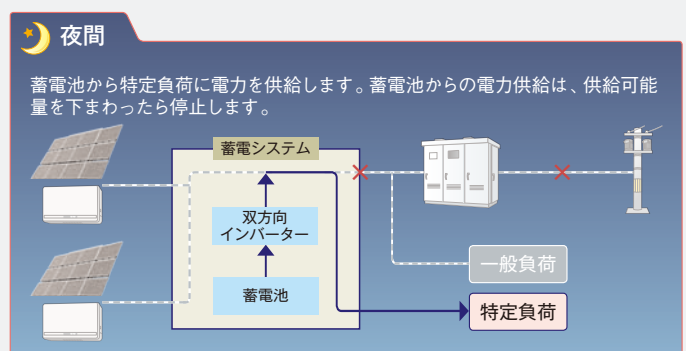 夜間
蓄電池から特定負荷に電力を供給します。蓄電池からの電力供給は、供給可能
量を下まわったら停止します。
蓄電システム
双方向
インバーター
蓄電池
一般負荷
特定負荷